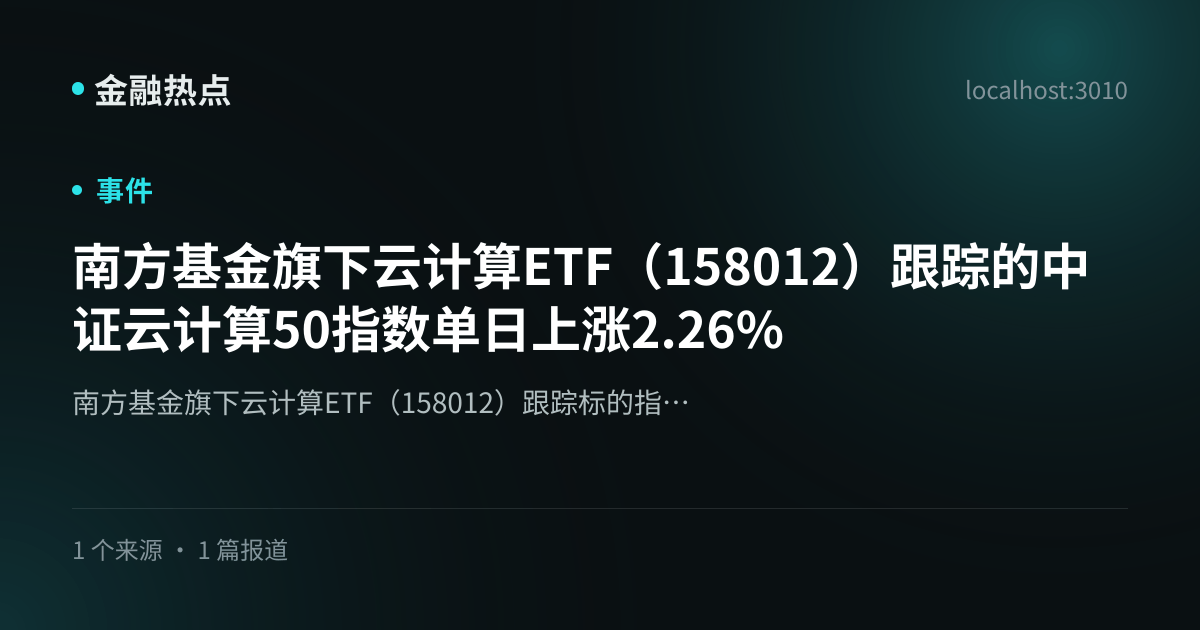 金融热点
localhost:3010
事件
南方基金旗下云计算ETF（158012）跟踪的中
证云计算50指数单日上涨2.26%
南方基金旗下云计算ETF（158012）跟踪标的指…
1 个来源 · 1 篇报道